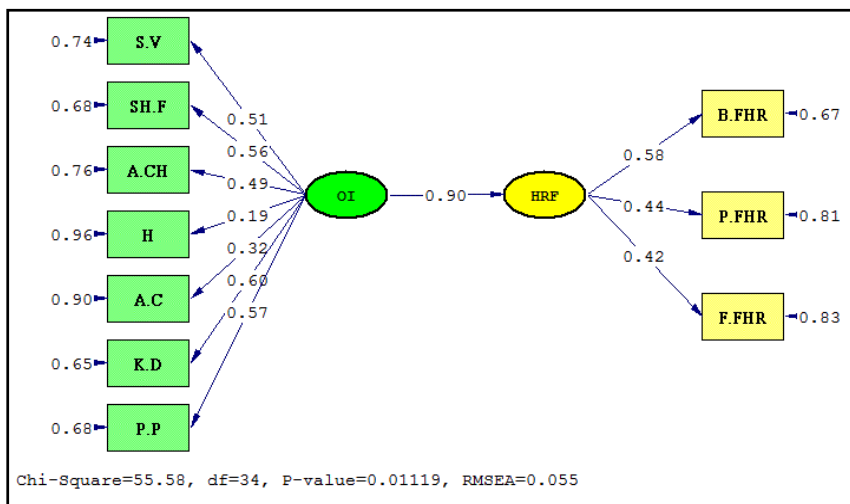 0.74 S.V
0.51
0.68 SH.F
0.56
B.FHR 0.67
0.58
0.76 A.CH
0.49
OI 0.90 HRF
0.19
0.44
P.FHR 0.81
0.96 H
0.32
0.42
0.90 A.C
0.60
0.57
F.FHR 0.83
0.65 K.D
0.68 P.P
Chi-Square=55.58, df=34, P-value=0.01119, RMSEA=0.055